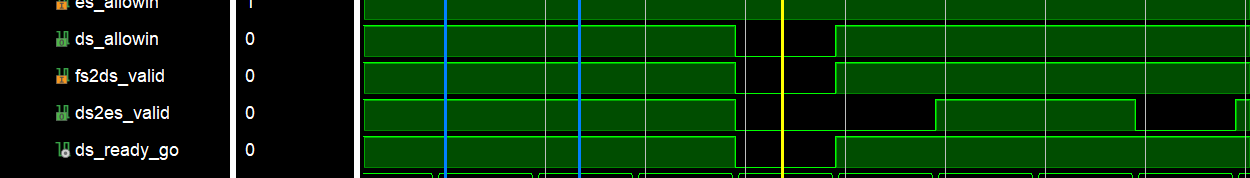 es_allowin 1
ds_allowin 0
fs2ds_valid 0
ds2es_valid 0
ds_ready_go 0